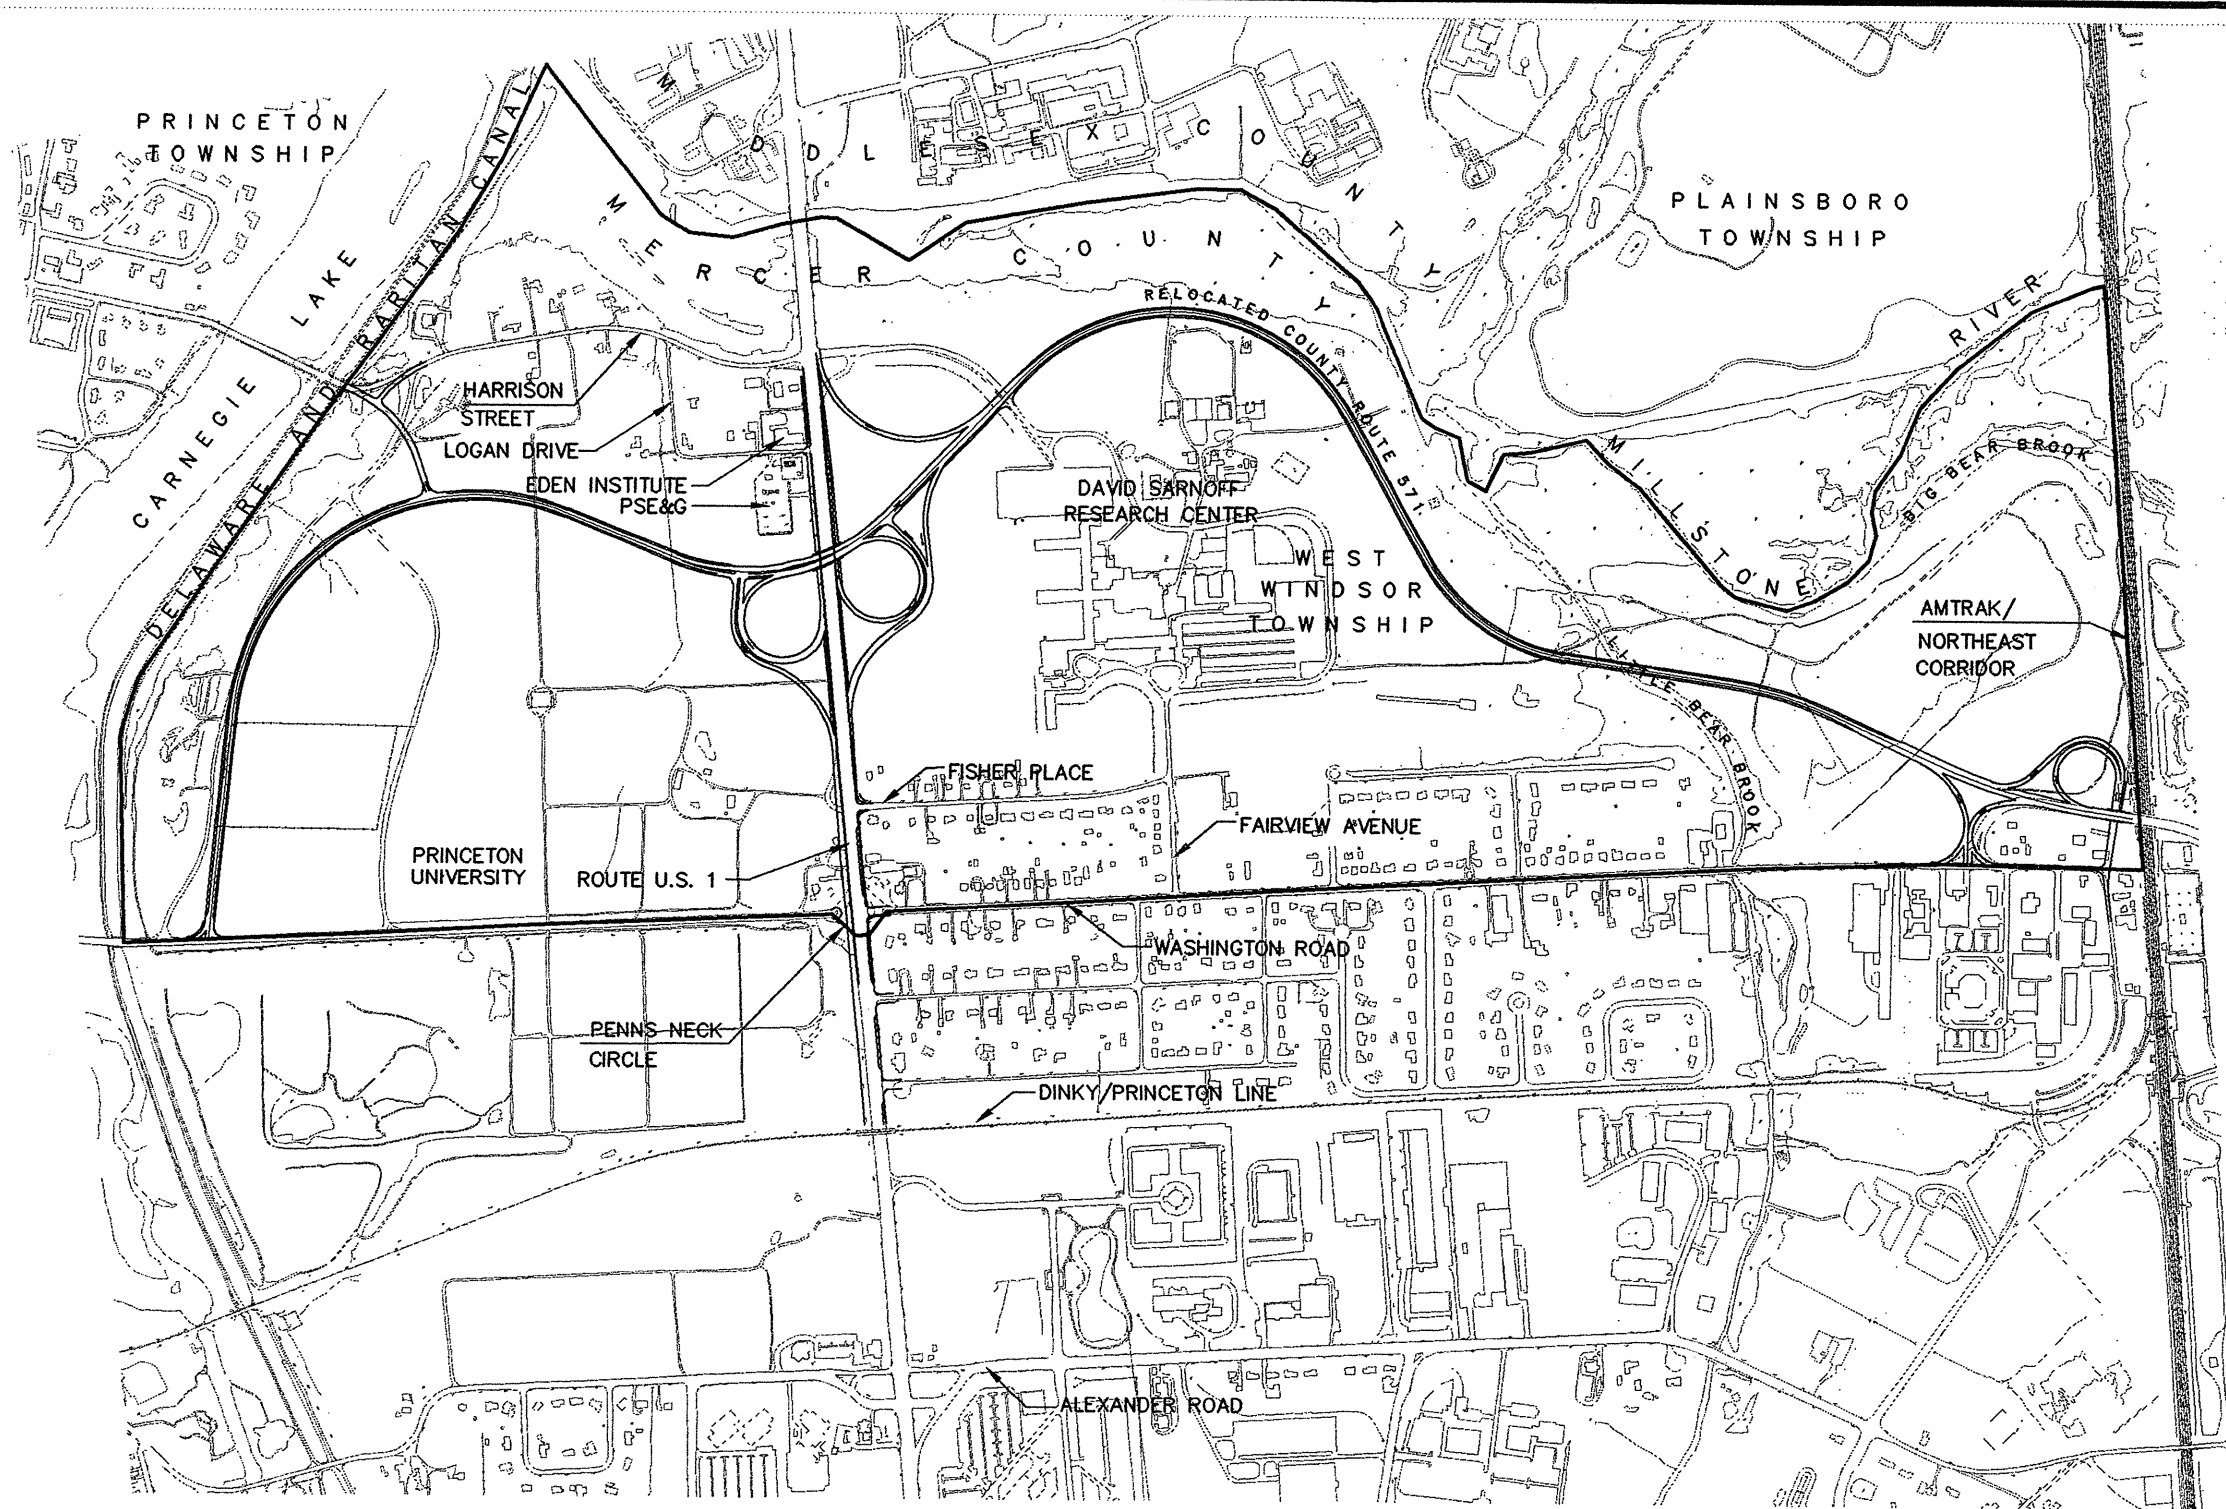 PRINCETON
TOWNSHIP
MIDDLESEX COUNTY
MERCER COUNTY
PLAINSBORO
TOWNSHIP
DELAWARE AND RARITAN CANAL
CARNEGIE LAKE
RELOCATED COUNTY ROUTE 571
MILLSTONE RIVER
BIG BEAR BROOK
HARRISON
STREET
LOGAN DRIVE
EDEN INSTITUTE
PSE&G
DAVID SARNOFF
RESEARCH CENTER
WEST
WINDSOR
TOWNSHIP
AMTRAK/
NORTHEAST
CORRIDOR
LITTLE BEAR BROOK
FISHER PLACE
FAIRVIEW AVENUE
PRINCETON
UNIVERSITY
ROUTE U.S. 1
WASHINGTON ROAD
PENNS NECK
CIRCLE
DINKY/PRINCETON LINE
ALEXANDER ROAD